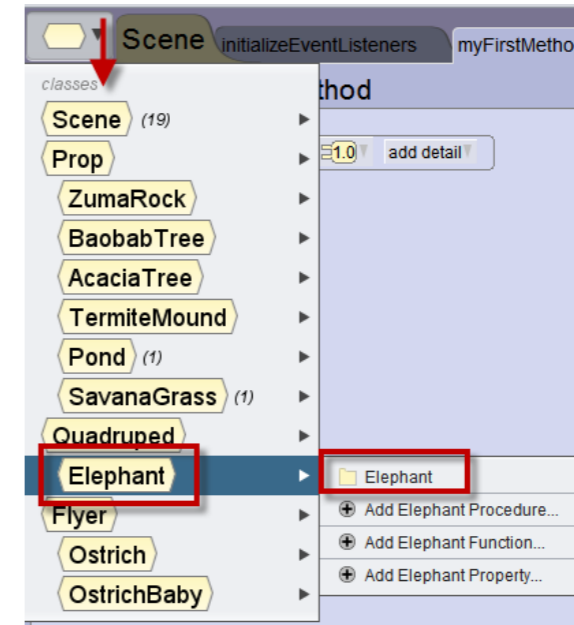 Scene initializeEventListeners myFirstMetho
classes
thod
Scene (19)
1.0 add detail
Prop
ZumaRock
BaobabTree
AcaciaTree
TermiteMound
Pond (1)
SavanaGrass (1)
Quadruped
Elephant Elephant
Flyer Add Elephant Procedure...
Add Elephant Function...
Ostrich
Add Elephant Property...
OstrichBaby